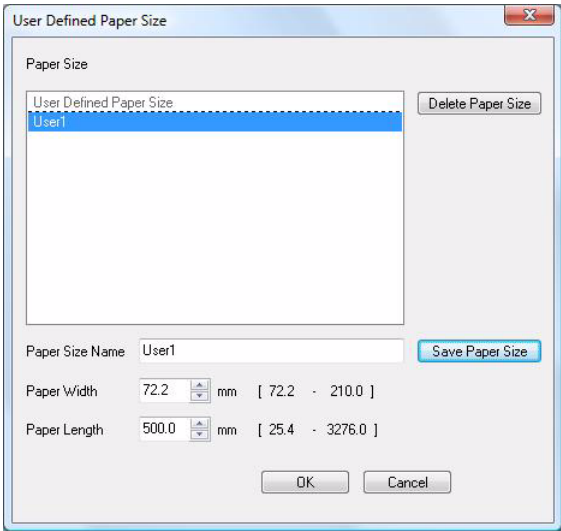 User Defined Paper Size
Paper Size
User Defined Paper Size
Delete Paper Size
User1
Paper Size Name User1 Save Paper Size
Paper Width 72.2 mm [ 72.2 - 210.0 ]
Paper Length 500.0 mm [ 25.4 - 3276.0 ]
OK Cancel